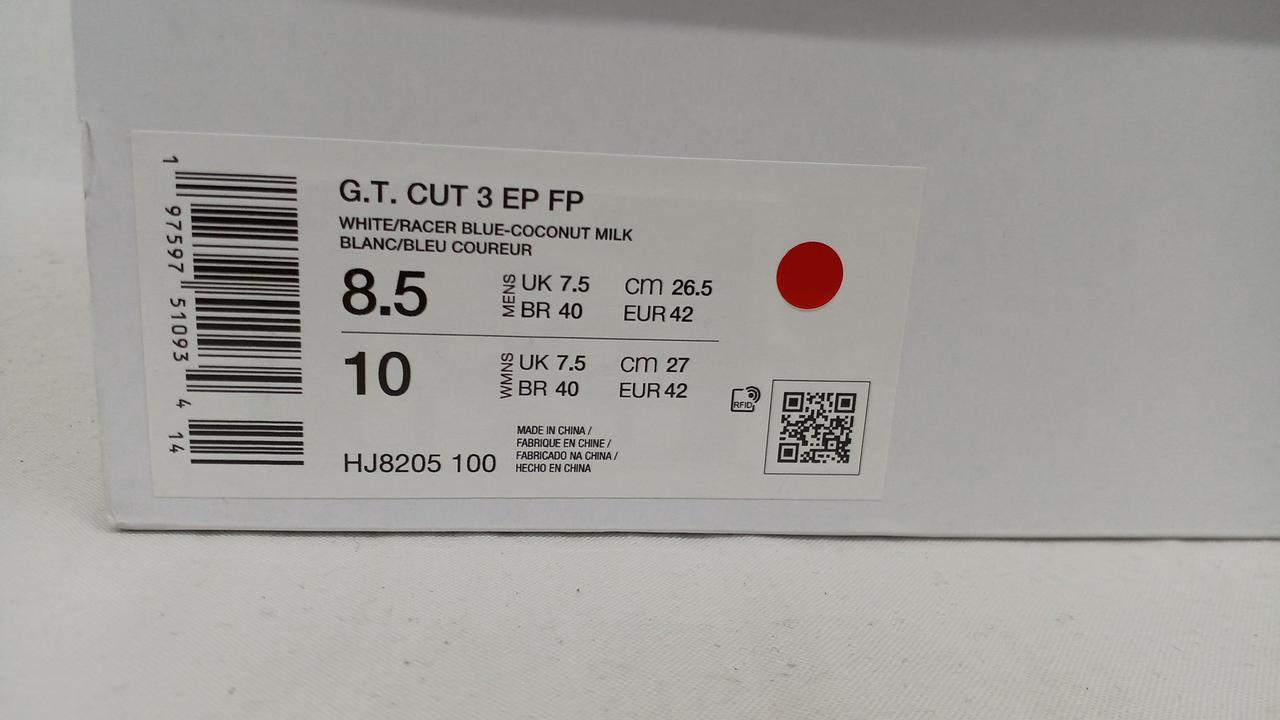 1 97597 51093 4 14
G.T. CUT 3 EP FP
WHITE/RACER BLUE-COCONUT MILK
BLANC/BLEU COUREUR
8.5 MENS UK 7.5 cm 26.5
BR 40 EUR 42
10 WMNS UK 7.5 cm 27
BR 40 EUR 42
RFID
HJ8205 100
MADE IN CHINA /
FABRIQUE EN CHINE /
FABRICADO NA CHINA /
HECHO EN CHINA